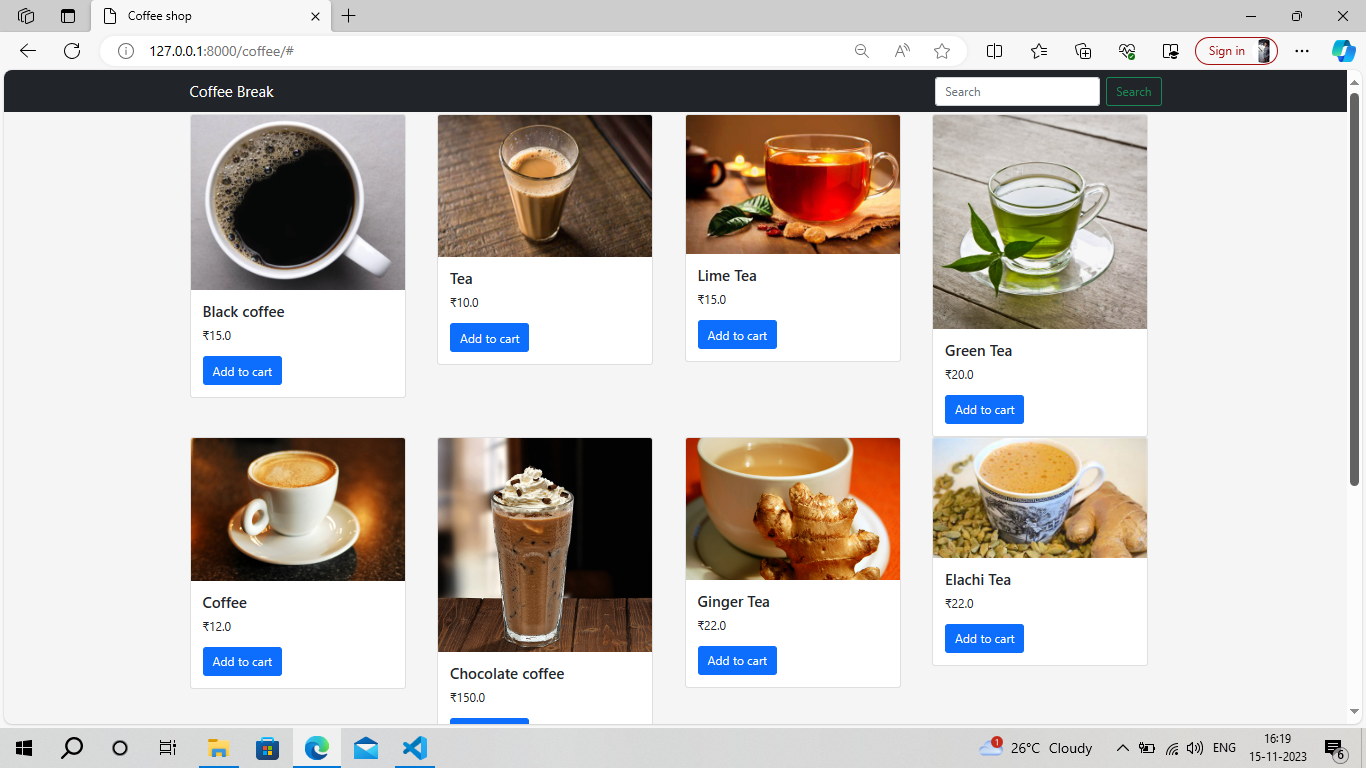 Coffee shop
127.0.0.1:8000/coffee/#
Sign in
Coffee Break
Search
Search
Black coffee
₹15.0
Add to cart
Tea
₹10.0
Add to cart
Lime Tea
₹15.0
Add to cart
Green Tea
₹20.0
Add to cart
Coffee
₹12.0
Add to cart
Chocolate coffee
₹150.0
Ginger Tea
₹22.0
Add to cart
Elachi Tea
₹22.0
Add to cart
1
26°C Cloudy
ENG
16:19
15-11-2023
6